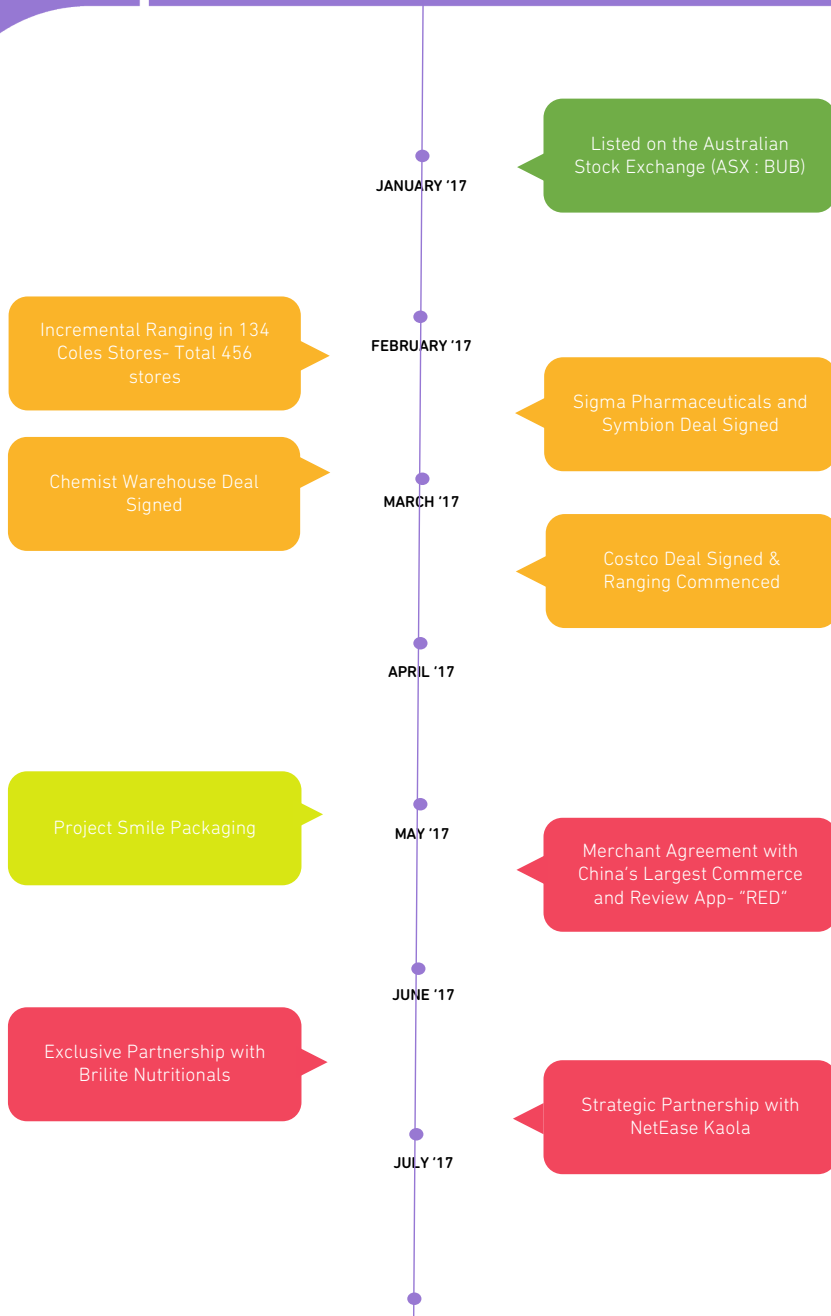 Listed on the Australian
Stock Exchange (ASX : BUB)
JANUARY ’17
Incremental Ranging in 134
Coles Stores- Total 456
stores
FEBRUARY ’17
Sigma Pharmaceuticals and
Symbion Deal Signed
Chemist Warehouse Deal
Signed
MARCH ’17
Costco Deal Signed &
Ranging Commenced
APRIL ’17
Project Smile Packaging
MAY ’17
Merchant Agreement with
China’s Largest Commerce
and Review App- “RED”
JUNE ’17
Exclusive Partnership with
Brilite Nutritionals
Strategic Partnership with
NetEase Kaola
JULY ’17